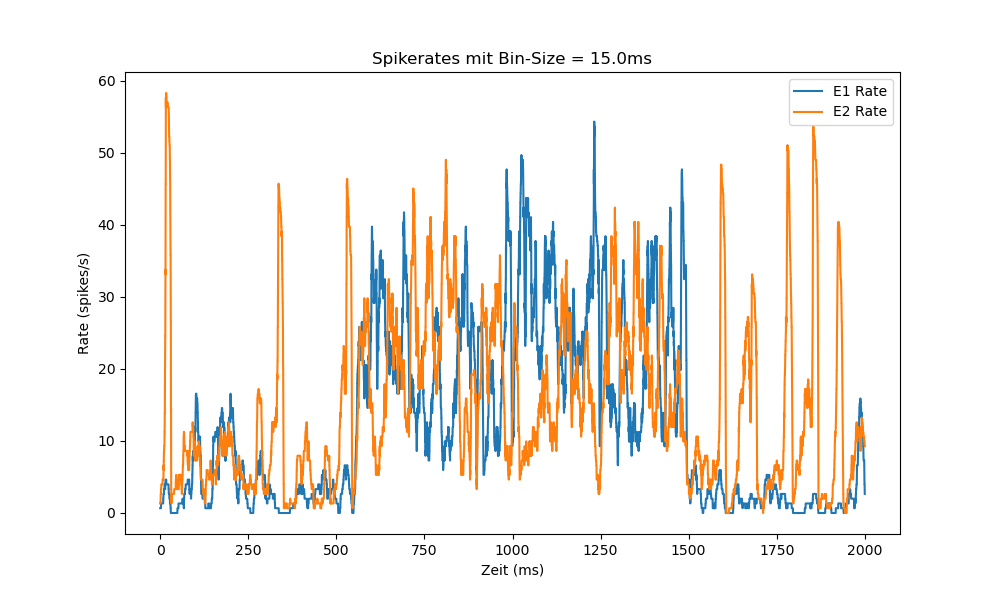 Spikerates mit Bin-Size = 15.0ms
E1 Rate
E2 Rate
Rate (spikes/s)
60
50
40
30
20
10
0
0 250 500 750 1000 1250 1500 1750 2000
Zeit (ms)